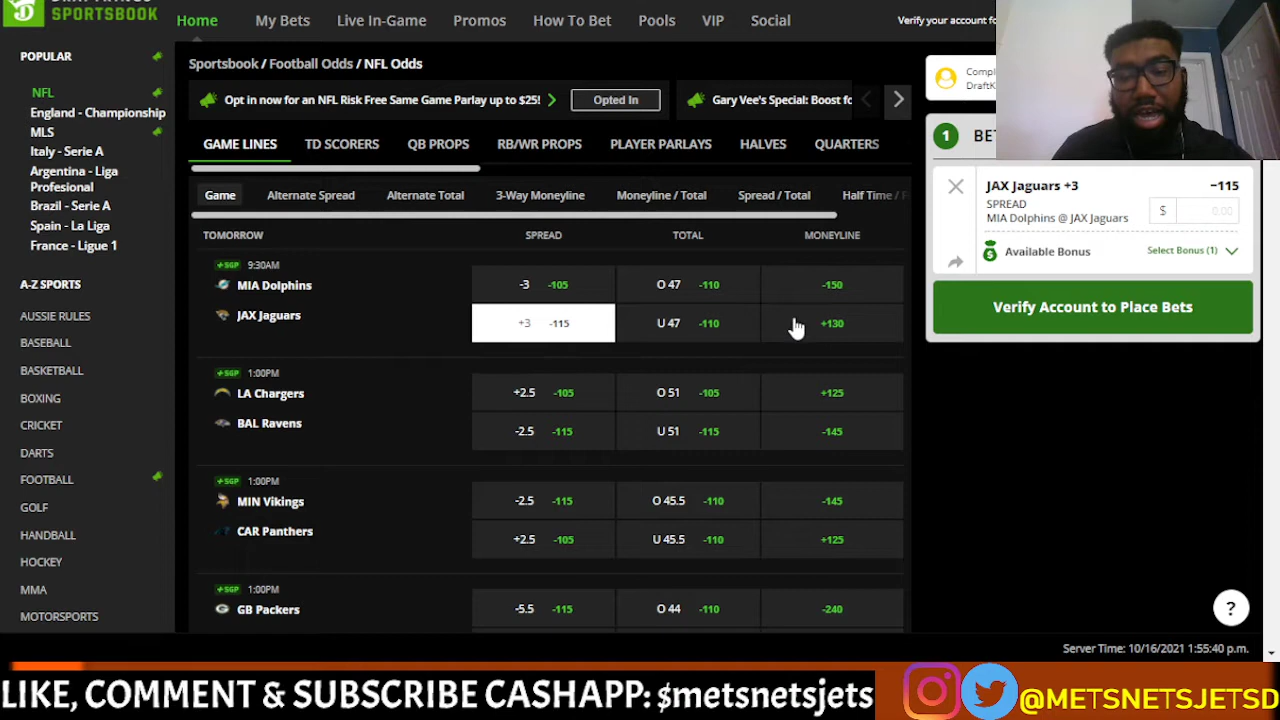 SPORTSBOOK
Home My Bets Live In-Game Promos How To Bet Pools VIP Social
Verify your account
POPULAR
NFL
England - Championship
MLS
Italy - Serie A
Argentina - Liga
Profesional
Brazil - Serie A
Spain - La Liga
France - Ligue 1
A-Z SPORTS
AUSSIE RULES
BASEBALL
BASKETBALL
BOXING
CRICKET
DARTS
FOOTBALL
GOLF
HANDBALL
HOCKEY
MMA
MOTORSPORTS
Sportsbook / Football Odds / NFL Odds
Opt in now for an NFL Risk Free Same Game Parlay up to $25! Opted In Gary Vee's Special: Boost
GAME LINES TD SCORERS QB PROPS RB/WR PROPS PLAYER PARLAYS HALVES QUARTERS
Game Alternate Spread Alternate Total 3-Way Moneyline Moneyline / Total Spread / Total Half Time /
TOMORROW SPREAD TOTAL MONEYLINE
+SGP 9:30AM
MIA Dolphins -3 -105 O 47 -110 -150
JAX Jaguars +3 -115 U 47 -110 +130
+SGP 1:00PM
LA Chargers +2.5 -105 O 51 -105 +125
BAL Ravens -2.5 -115 U 51 -115 -145
+SGP 1:00PM
MIN Vikings -2.5 -115 O 45.5 -110 -145
CAR Panthers +2.5 -105 U 45.5 -110 +125
+SGP 1:00PM
GB Packers -5.5 -115 O 44 -110 -240
1
JAX Jaguars +3 −115
SPREAD
MIA Dolphins @ JAX Jaguars
$ 0.00
Available Bonus Select Bonus (1)
Verify Account to Place Bets
?
Server Time: 10/16/2021 1:55:40 p.m.
LIKE, COMMENT & SUBSCRIBE CASHAPP: $metsnetsjets
@METSNETSJETSD